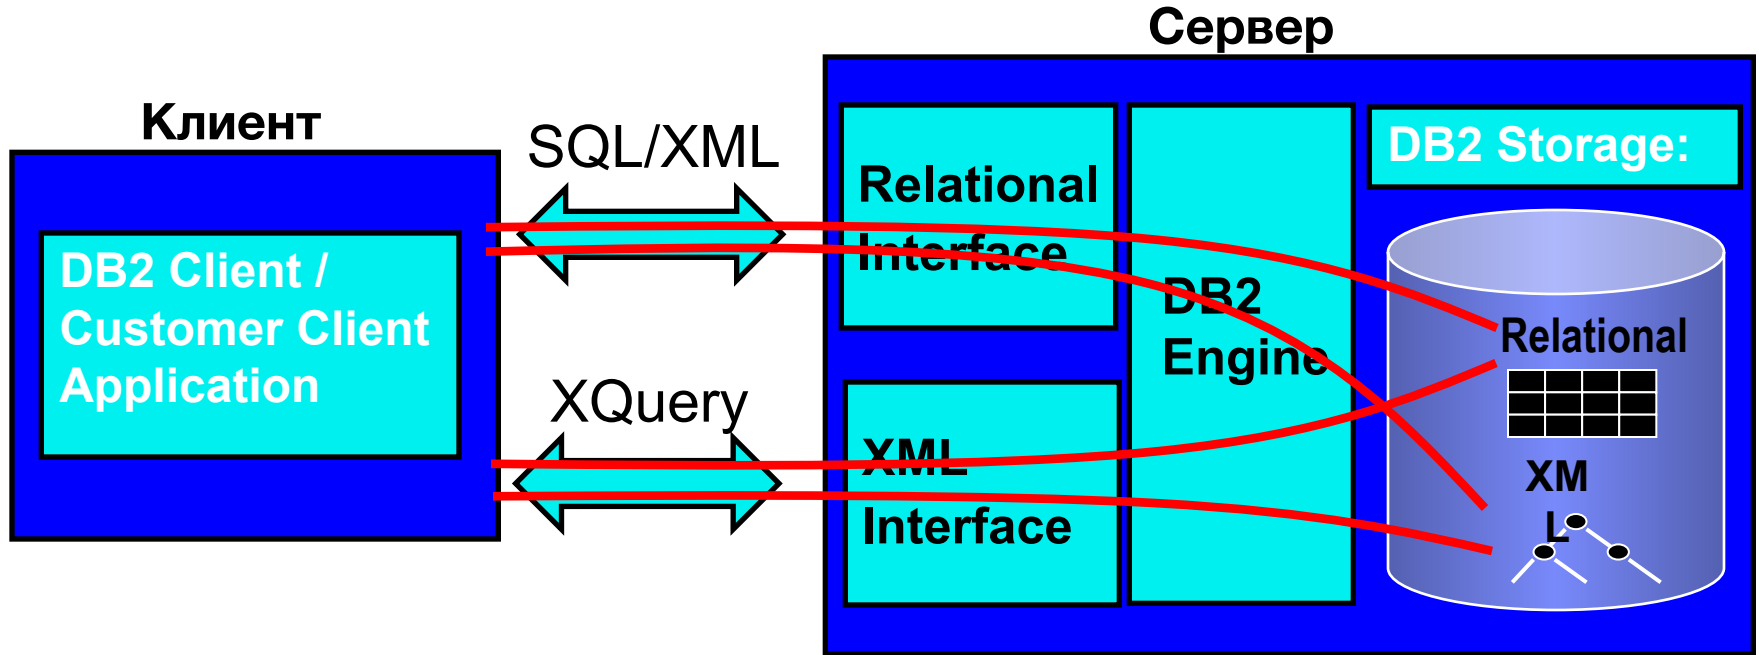 Сервер
Клиент
SQL/XML
DB2 Client /
Customer Client
Application
XQuery
Relational
Interface
XML
Interface
DB2
Engine
DB2 Storage:
Relational
XM
L